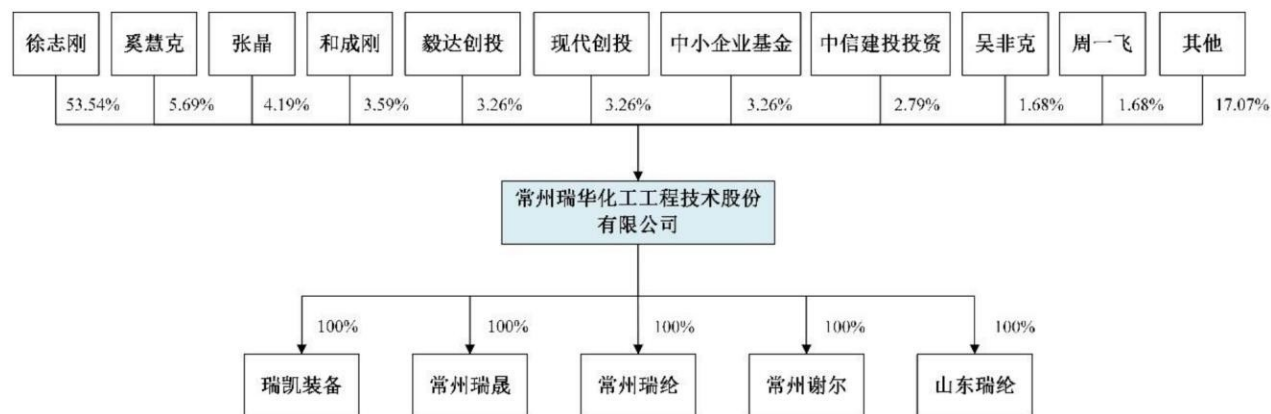 徐志刚
奚慧克
张晶
和成刚
毅达创投
现代创投
中小企业基金
中信建投投资
吴非克
周一飞
其他
53.54%
5.69%
4.19%
3.59%
3.26%
3.26%
3.26%
2.79%
1.68%
1.68%
17.07%
常州瑞华化工工程技术股份
有限公司
100%
100%
100%
100%
100%
瑞凯装备
常州瑞晟
常州瑞纶
常州谢尔
山东瑞纶